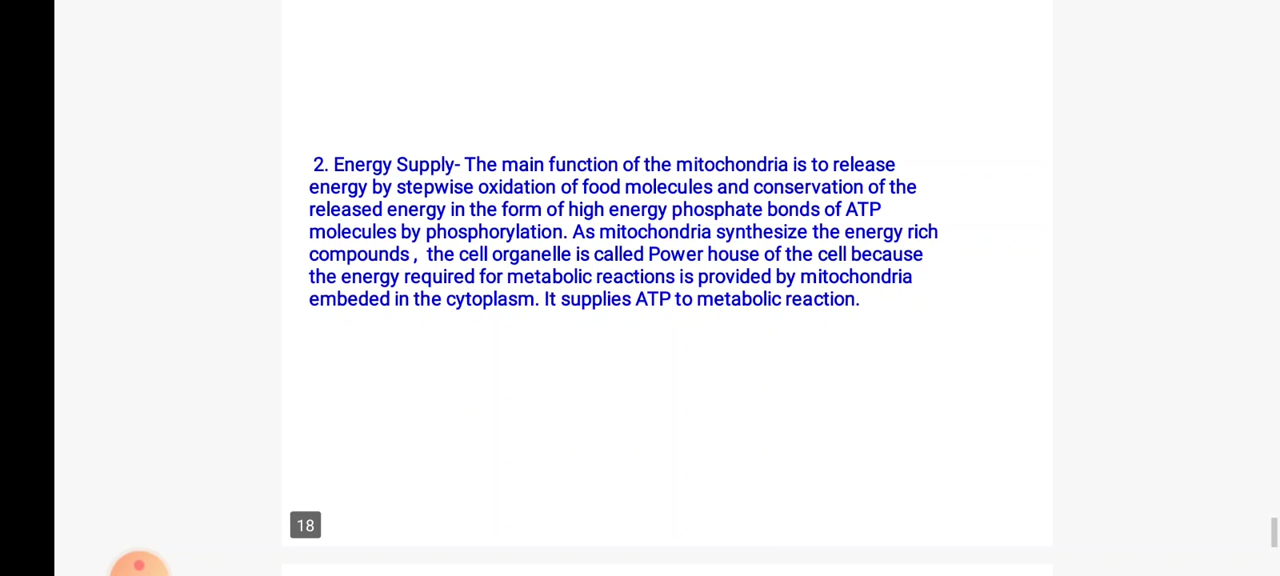 2. Energy Supply- The main function of the mitochondria is to release
energy by stepwise oxidation of food molecules and conservation of the
released energy in the form of high energy phosphate bonds of ATP
molecules by phosphorylation. As mitochondria synthesize the energy rich
compounds, the cell organelle is called Power house of the cell because
the energy required for metabolic reactions is provided by mitochondria
embeded in the cytoplasm. It supplies ATP to metabolic reaction.
18